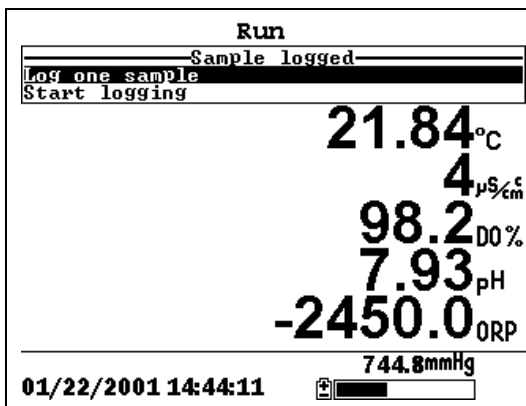 Run
Sample logged
Log one sample
Start logging
21.84°C
4µS/cm c
98.2DO %
7.93pH
-2450.0ORP
744.8mmHg
01/22/2001 14:44:11